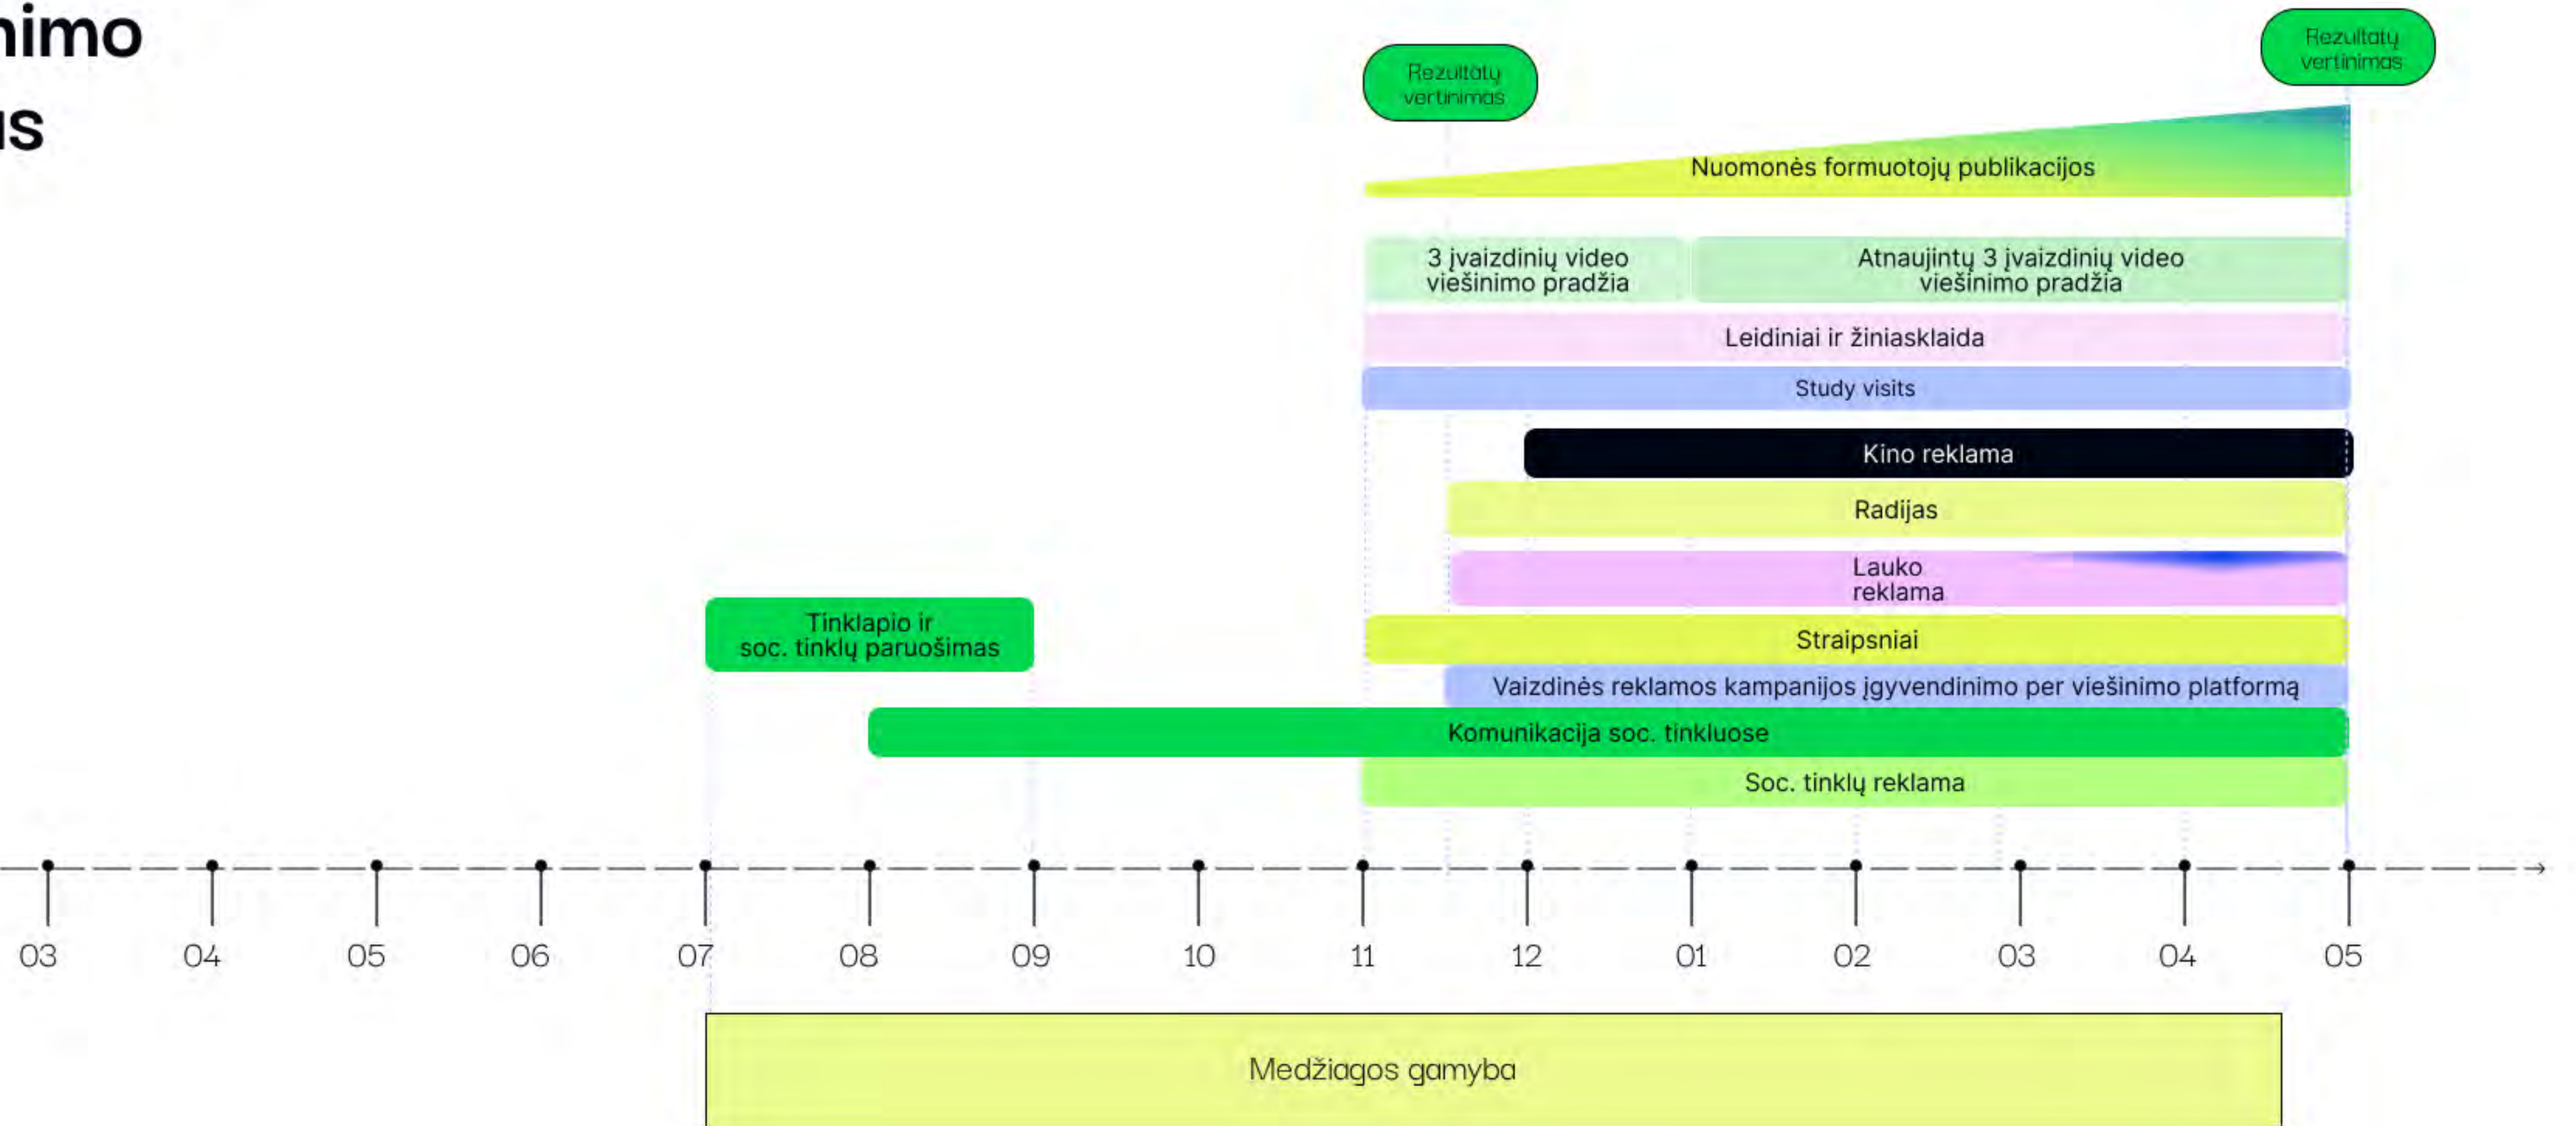 nimo
us
Rezultatų
vertinimas
Rezultatų
vertinimas
Nuomonės formuotojų publikacijos
3 įvaizdinių video
viešinimo pradžia
Atnaujintų 3 įvaizdinių video
viešinimo pradžia
Leidiniai ir žiniasklaida
Study visits
Kino reklama
Radijas
Lauko
reklama
Tinklapio ir
soc. tinklų paruošimas
Straipsniai
Vaizdinės reklamos kampanijos įgyvendinimo per viešinimo platformą
Komunikacija soc. tinkluose
Soc. tinklų reklama
03 04 05 06 07 08 09 10 11 12 01 02 03 04 05
Medžiagos gamyba